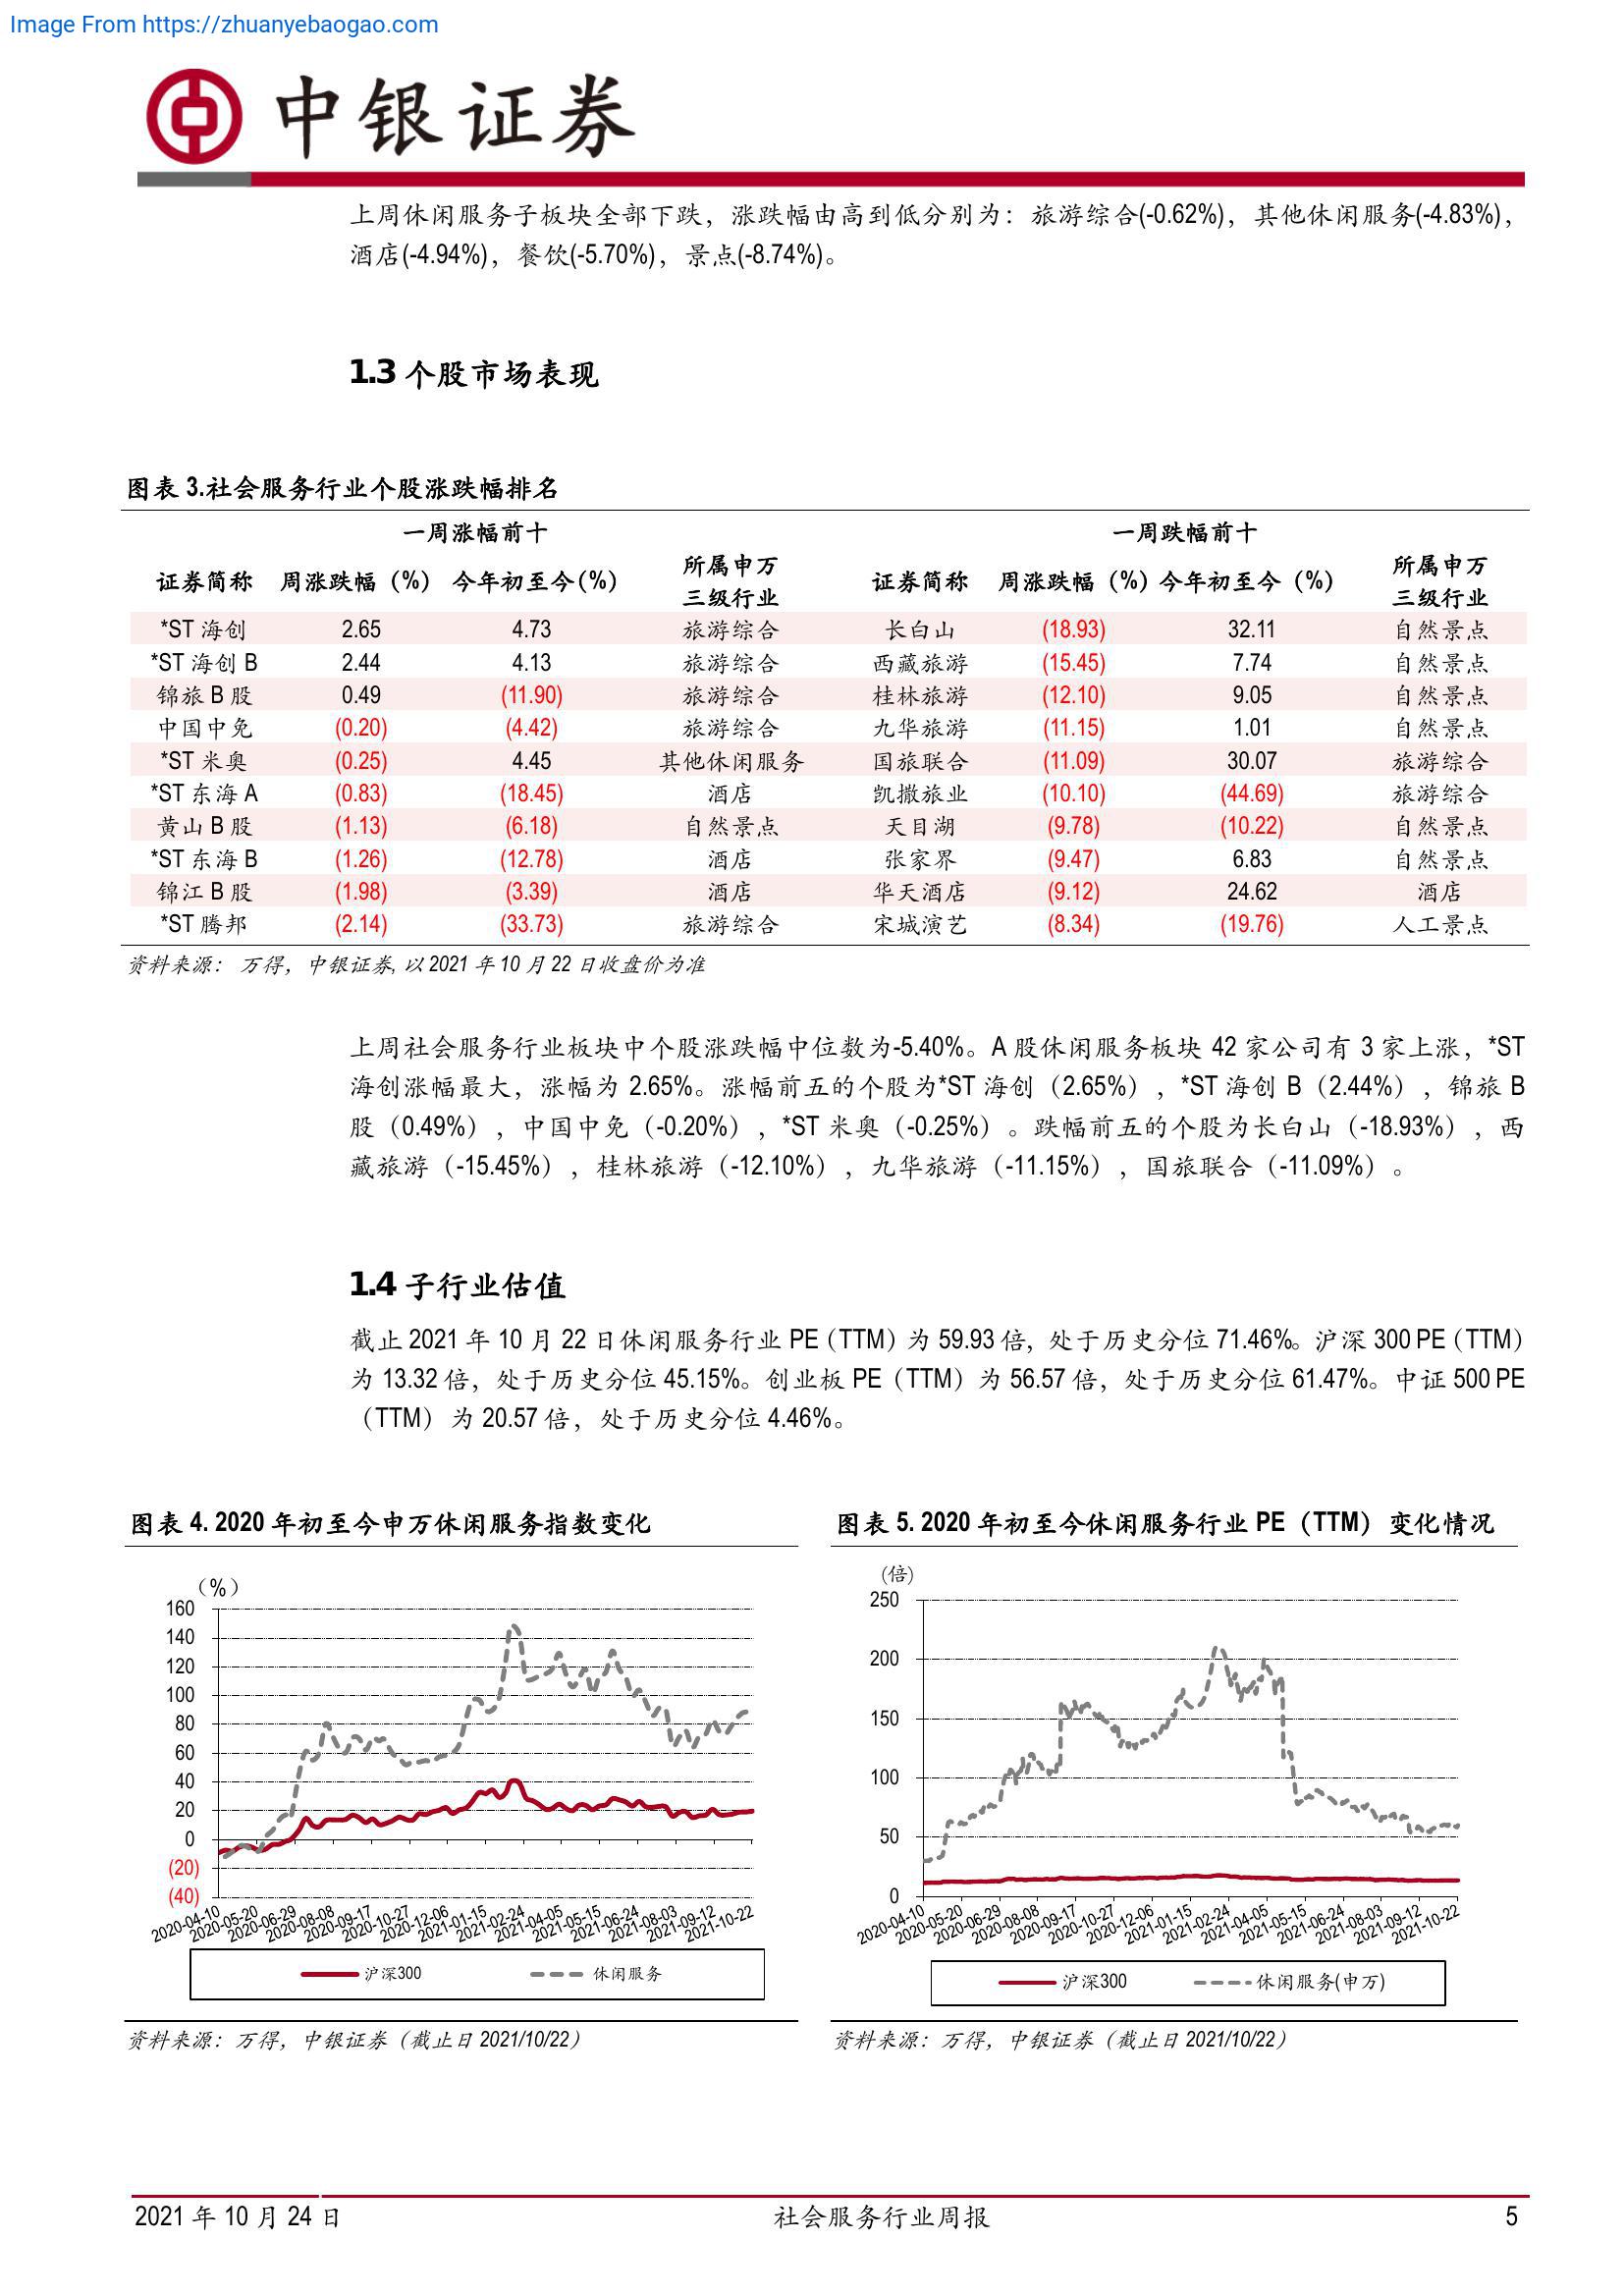 Image From https://zhuanyebaogao.com
中银证券
上周休闲服务子板块全部下跌，涨跌幅由高到低分别为：旅游综合(-0.62%)，其他休闲服务(-4.83%)，
酒店(-4.94%)，餐饮(-5.70%)，景点(-8.74%)。
1.3 个股市场表现
图表 3.社会服务行业个股涨跌幅排名
一周涨幅前十 一周跌幅前十
证券简称 周涨跌幅（%） 今年初至今(%) 所属申万三级行业 证券简称 周涨跌幅（%） 今年初至今（%） 所属申万三级行业
*ST 海创 2.65 4.73 旅游综合 长白山 (18.93) 32.11 自然景点
*ST 海创 B 2.44 4.13 旅游综合 西藏旅游 (15.45) 7.74 自然景点
锦旅 B 股 0.49 (11.90) 旅游综合 桂林旅游 (12.10) 9.05 自然景点
中国中免 (0.20) (4.42) 旅游综合 九华旅游 (11.15) 1.01 自然景点
*ST 米奥 (0.25) 4.45 其他休闲服务 国旅联合 (11.09) 30.07 旅游综合
*ST 东海 A (0.83) (18.45) 酒店 凯撒旅业 (10.10) (44.69) 旅游综合
黄山 B 股 (1.13) (6.18) 自然景点 天目湖 (9.78) (10.22) 自然景点
*ST 东海 B (1.26) (12.78) 酒店 张家界 (9.47) 6.83 自然景点
锦江 B 股 (1.98) (3.39) 酒店 华天酒店 (9.12) 24.62 酒店
*ST 腾邦 (2.14) (33.73) 旅游综合 宋城演艺 (8.34) (19.76) 人工景点
资料来源：万得，中银证券, 以 2021 年 10 月 22 日收盘价为准
上周社会服务行业板块中个股涨跌幅中位数为-5.40%。A 股休闲服务板块 42 家公司有 3 家上涨，*ST
海创涨幅最大，涨幅为 2.65%。涨幅前五的个股为*ST 海创（2.65%），*ST 海创 B（2.44%），锦旅 B
股（0.49%），中国中免（-0.20%），*ST 米奥（-0.25%）。跌幅前五的个股为长白山（-18.93%），西
藏旅游（-15.45%），桂林旅游（-12.10%），九华旅游（-11.15%），国旅联合（-11.09%）。
1.4 子行业估值
截止 2021 年 10 月 22 日休闲服务行业 PE（TTM）为 59.93 倍，处于历史分位 71.46%。沪深 300 PE（TTM）
为 13.32 倍，处于历史分位 45.15%。创业板 PE（TTM）为 56.57 倍，处于历史分位 61.47%。中证 500 PE
（TTM）为 20.57 倍，处于历史分位 4.46%。
图表 4. 2020 年初至今申万休闲服务指数变化
（%）
160
140
120
100
80
60
40
20
0
(20)
(40)
2020-04-10 2020-05-20 2020-06-29 2020-08-08 2020-09-17 2020-10-27 2020-12-06 2021-01-15 2021-02-24 2021-04-05 2021-05-15 2021-06-24 2021-08-03 2021-09-12 2021-10-22
沪深300 休闲服务
资料来源：万得，中银证券（截止日 2021/10/22）
图表 5. 2020 年初至今休闲服务行业 PE（TTM）变化情况
(倍)
250
200
150
100
50
0
2020-04-10 2020-05-20 2020-06-29 2020-08-08 2020-09-17 2020-10-27 2020-12-06 2021-01-15 2021-02-24 2021-04-05 2021-05-15 2021-06-24 2021-08-03 2021-09-12 2021-10-22
沪深300 休闲服务(申万)
资料来源：万得，中银证券（截止日 2021/10/22）
2021 年 10 月 24 日 社会服务行业周报 5